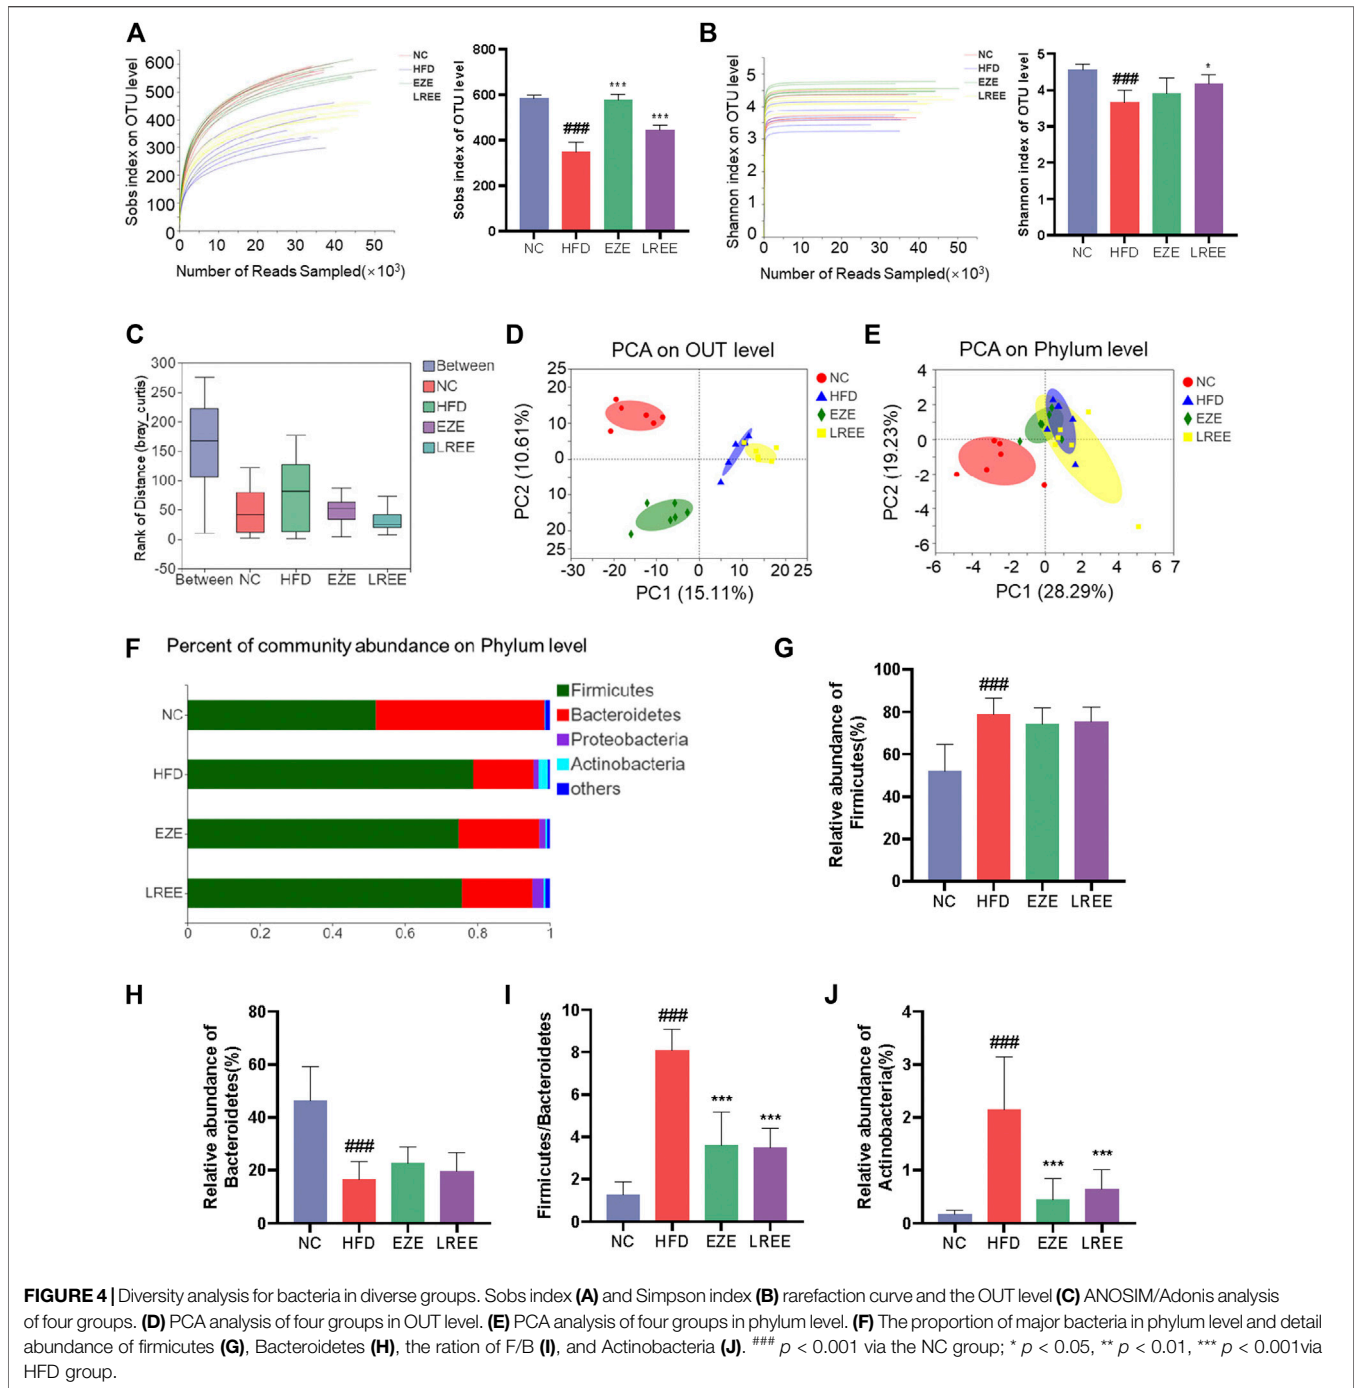 A
Sobs index on OTU level
600
500
400
300
200
100
0
0 10 20 30 40 50
Number of Reads Sampled(×10³)
NC
HFD
EZE
LREE
Sobs index of OTU level
800
600
400
200
0
###
***
***
NC HFD EZE LREE
B
Shannon index on OTU level
5
4
3
2
1
0
0 10 20 30 40 50
Number of Reads Sampled(×10³)
NC
HFD
EZE
LREE
Shannon index of OTU level
5
4
4
2
0
###
*
NC HFD EZE LREE
C
Rank of Distance (bray_curtis)
300
250
200
150
100
50
0
-50
Between NC HFD EZE LREE
Between
NC
HFD
EZE
LREE
D
PCA on OUT level
PC2 (10.61%)
25
20
10
0
10
20
25
-30 -20 -10 0 10 20 25
PC1 (15.11%)
NC
HFD
EZE
LREE
E
PCA on Phylum level
PC2 (19.23%)
4
2
0
-2
-4
-6
-6 -4 -2 0 2 4 6 7
PC1 (28.29%)
NC
HFD
EZE
LREE
F
Percent of community abundance on Phylum level
NC
HFD
EZE
LREE
0 0.2 0.4 0.6 0.8 1
Firmicutes
Bacteroidetes
Proteobacteria
Actinobacteria
others
G
Relative abundance of
Firmicutes(%)
100
80
60
40
20
0
###
NC HFD EZE LREE
H
Relative abundance of
Bacteroidetes(%)
80
60
40
20
0
###
NC HFD EZE LREE
I
Firmicutes/Bacteroidetes
10
8
6
4
2
0
###
***
***
NC HFD EZE LREE
J
Relative abundance of
Actinobacteria(%)
4
3
2
1
0
###
***
***
NC HFD EZE LREE
FIGURE 4 | Diversity analysis for bacteria in diverse groups. Sobs index (A) and Simpson index (B) rarefaction curve and the OUT level (C) ANOSIM/Adonis analysis
of four groups. (D) PCA analysis of four groups in OUT level. (E) PCA analysis of four groups in phylum level. (F) The proportion of major bacteria in phylum level and detail
abundance of firmicutes (G), Bacteroidetes (H), the ration of F/B (I), and Actinobacteria (J). ### p < 0.001 via the NC group; * p < 0.05, ** p < 0.01, *** p < 0.001via
HFD group.